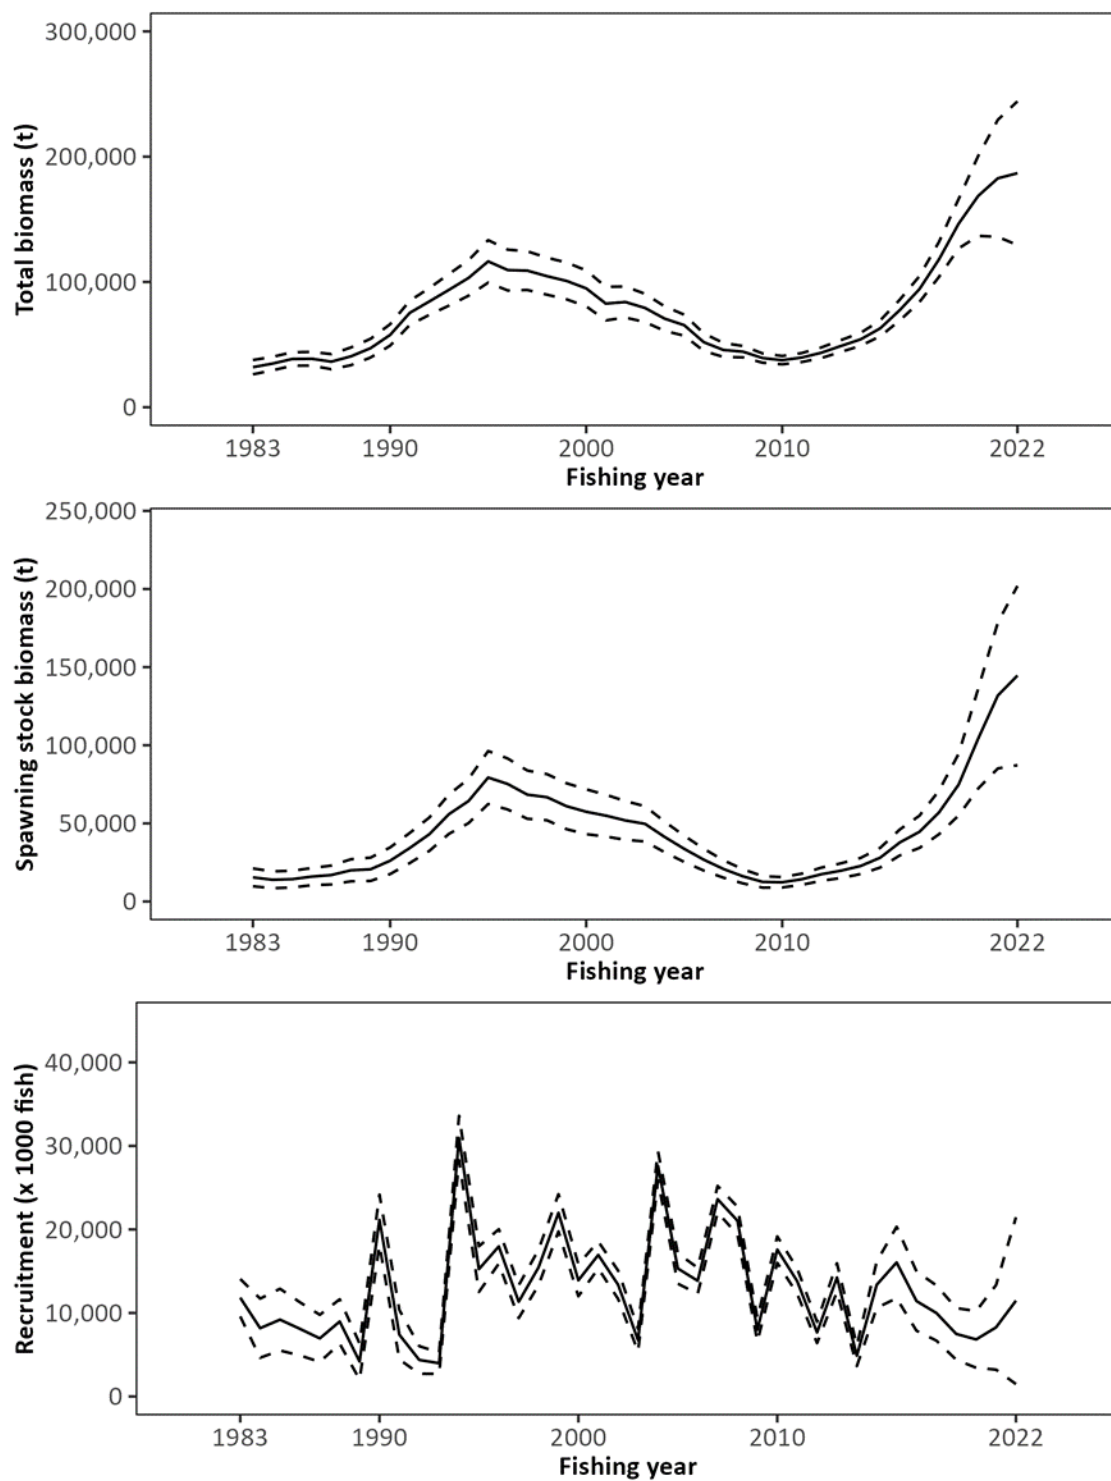 Total biomass (t)
300,000
200,000
100,000
0
1983 1990 2000 2010 2022
Fishing year
Spawning stock biomass (t)
250,000
200,000
150,000
100,000
50,000
0
1983 1990 2000 2010 2022
Fishing year
Recruitment (x 1000 fish)
40,000
30,000
20,000
10,000
0
1983 1990 2000 2010 2022
Fishing year